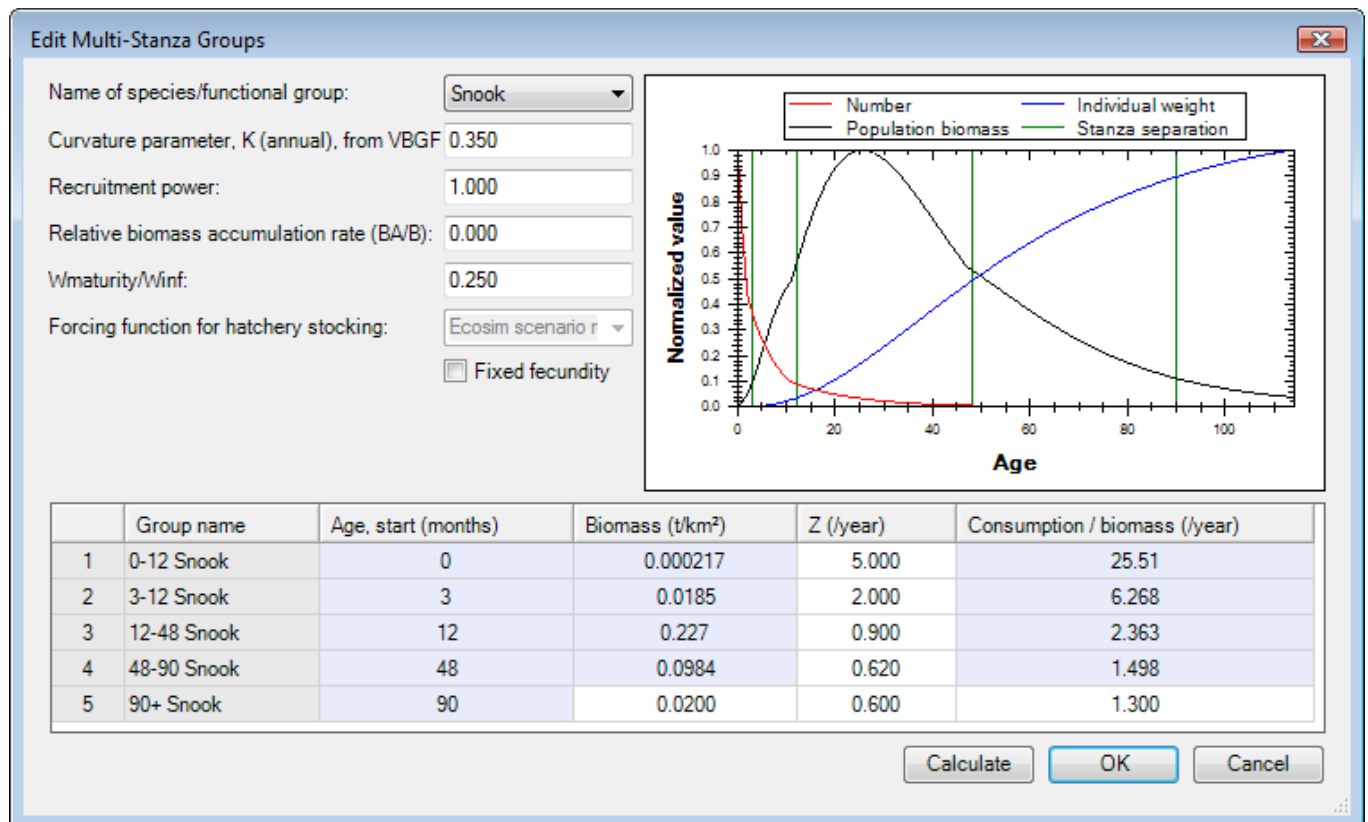 Edit Multi-Stanza Groups
Name of species/functional group: Snook
Curvature parameter, K (annual), from VBGF 0.350
Recruitment power: 1.000
Relative biomass accumulation rate (BA/B): 0.000
Wmaturity/Winf: 0.250
Forcing function for hatchery stocking: Ecosim scenario r
Fixed fecundity
Number Individual weight
Population biomass Stanza separation
Normalized value
1.0
0.9
0.8
0.7
0.6
0.5
0.4
0.3
0.2
0.1
0.0
0 20 40 60 80 100
Age
Group name Age, start (months) Biomass (t/km²) Z (/year) Consumption / biomass (/year)
1 0-12 Snook 0 0.000217 5.000 25.51
2 3-12 Snook 3 0.0185 2.000 6.268
3 12-48 Snook 12 0.227 0.900 2.363
4 48-90 Snook 48 0.0984 0.620 1.498
5 90+ Snook 90 0.0200 0.600 1.300
Calculate OK Cancel